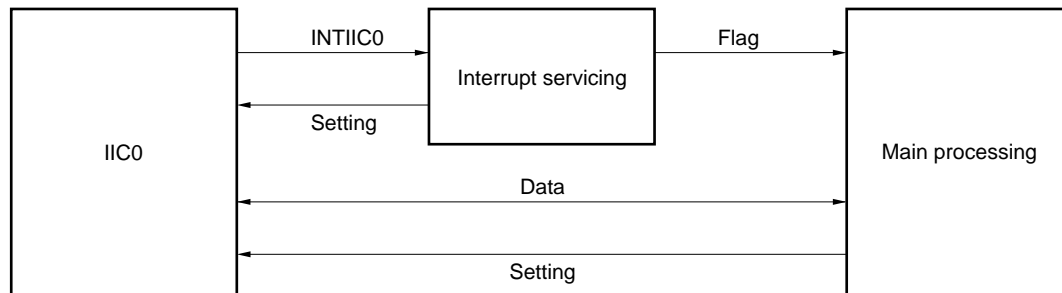 INTIIC0
Flag
Interrupt servicing
Setting
IIC0
Main processing
Data
Setting